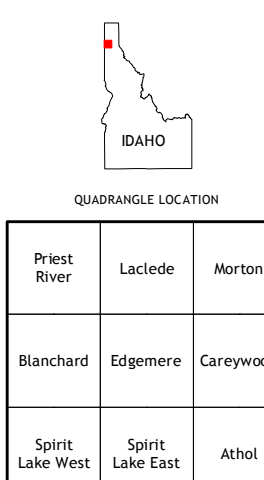 IDAHO
QUADRANGLE LOCATION
Priest
River
Laclede
Morton
Blanchard
Edgemere
Spirit
Lake West
Spirit
Lake East
Athol